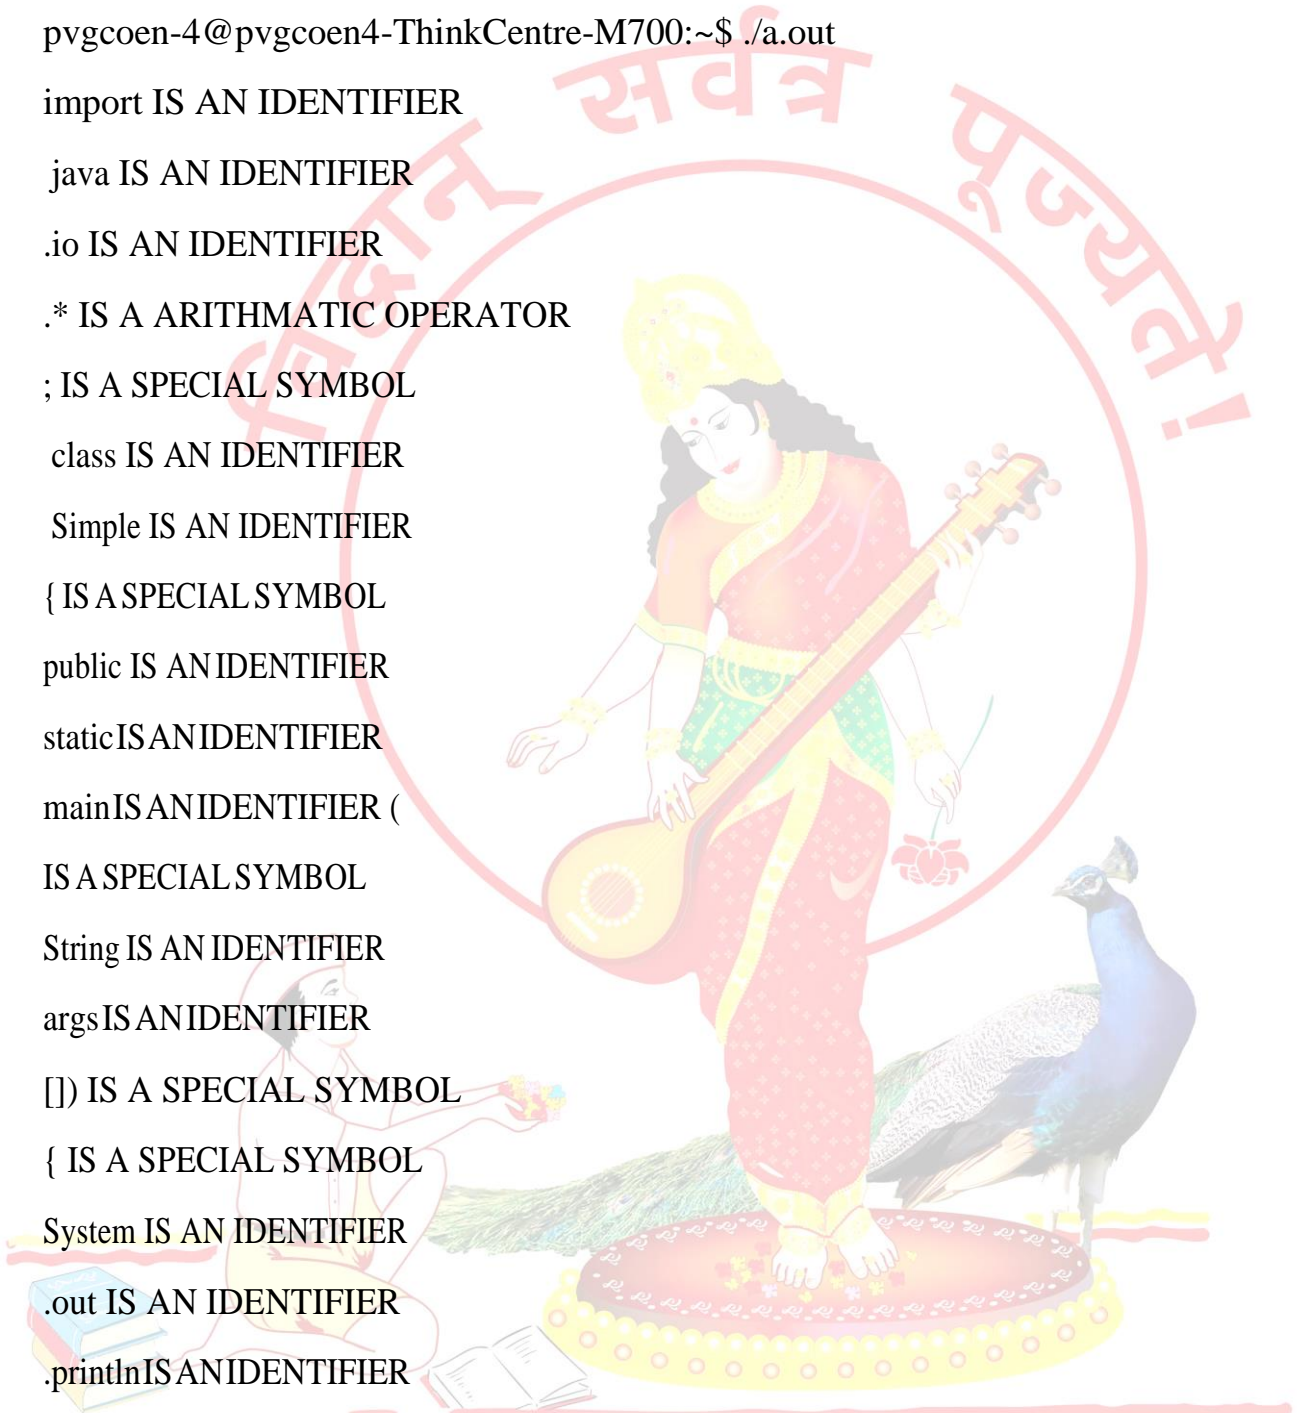 pvgcoen-4@pvgcoen4-ThinkCentre-M700:~$ ./a.out
import IS AN IDENTIFIER
java IS AN IDENTIFIER
.io IS AN IDENTIFIER
.* IS A ARITHMATIC OPERATOR
; IS A SPECIAL SYMBOL
class IS AN IDENTIFIER
Simple IS AN IDENTIFIER
{ IS A SPECIAL SYMBOL
public IS AN IDENTIFIER
static IS AN IDENTIFIER
main IS AN IDENTIFIER (
IS A SPECIAL SYMBOL
String IS AN IDENTIFIER
args IS AN IDENTIFIER
[]) IS A SPECIAL SYMBOL
{ IS A SPECIAL SYMBOL
System IS AN IDENTIFIER
.out IS AN IDENTIFIER
.println IS AN IDENTIFIER
विद्वान् सर्वत्र पूज्यते!